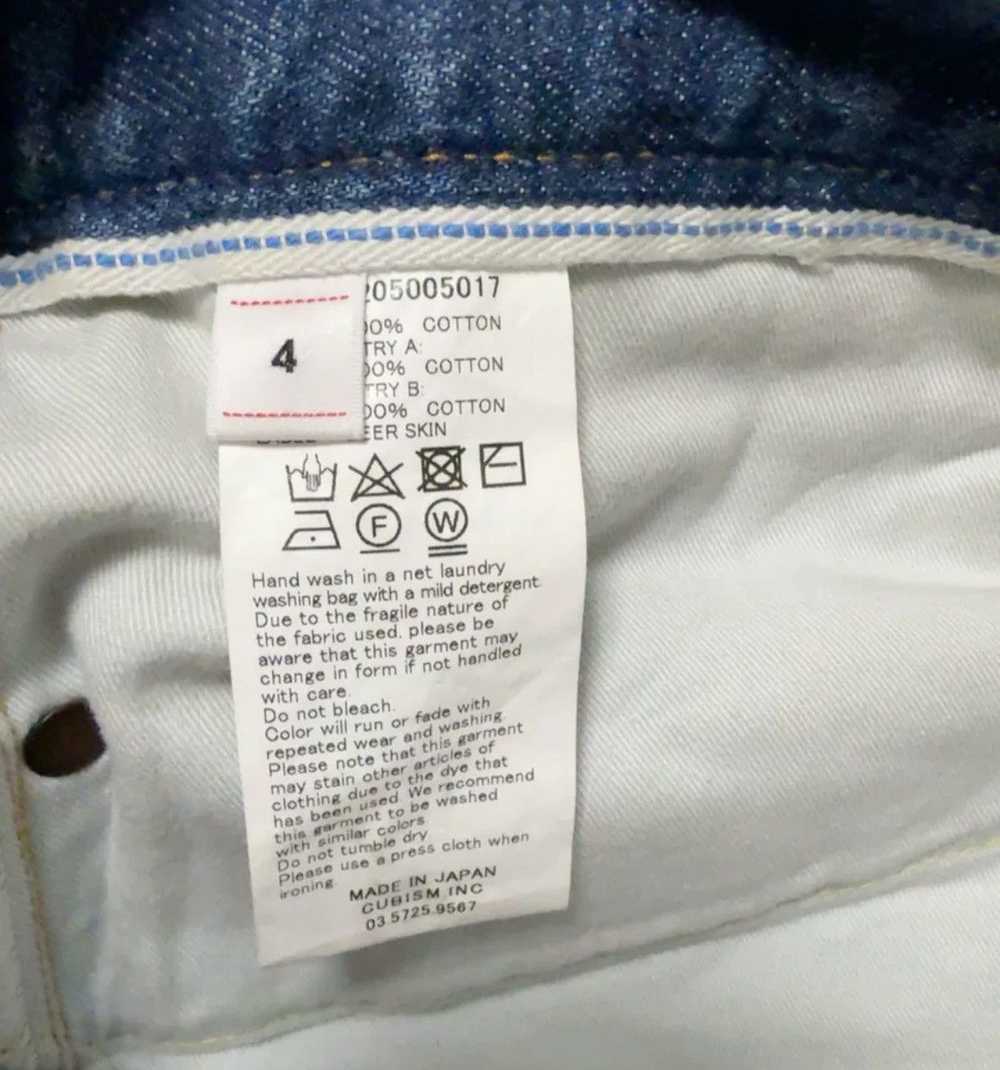 4
205005017
00% COTTON
TRY A:
00% COTTON
TRY B:
00% COTTON
EER SKIN
F
W
Hand wash in a net laundry
washing bag with a mild detergent.
Due to the fragile nature of
the fabric used, please be
aware that this garment may
change in form if not handled
with care.
Do not bleach.
Color will run or fade with
repeated wear and washing.
Please note that this garment
may stain other articles of
clothing due to the dye that
has been used. We recommend
this garment to be washed
with similar colors.
Do not tumble dry.
Please use a press cloth when
ironing.
MADE IN JAPAN
CUBISM.INC
03.5725.9567